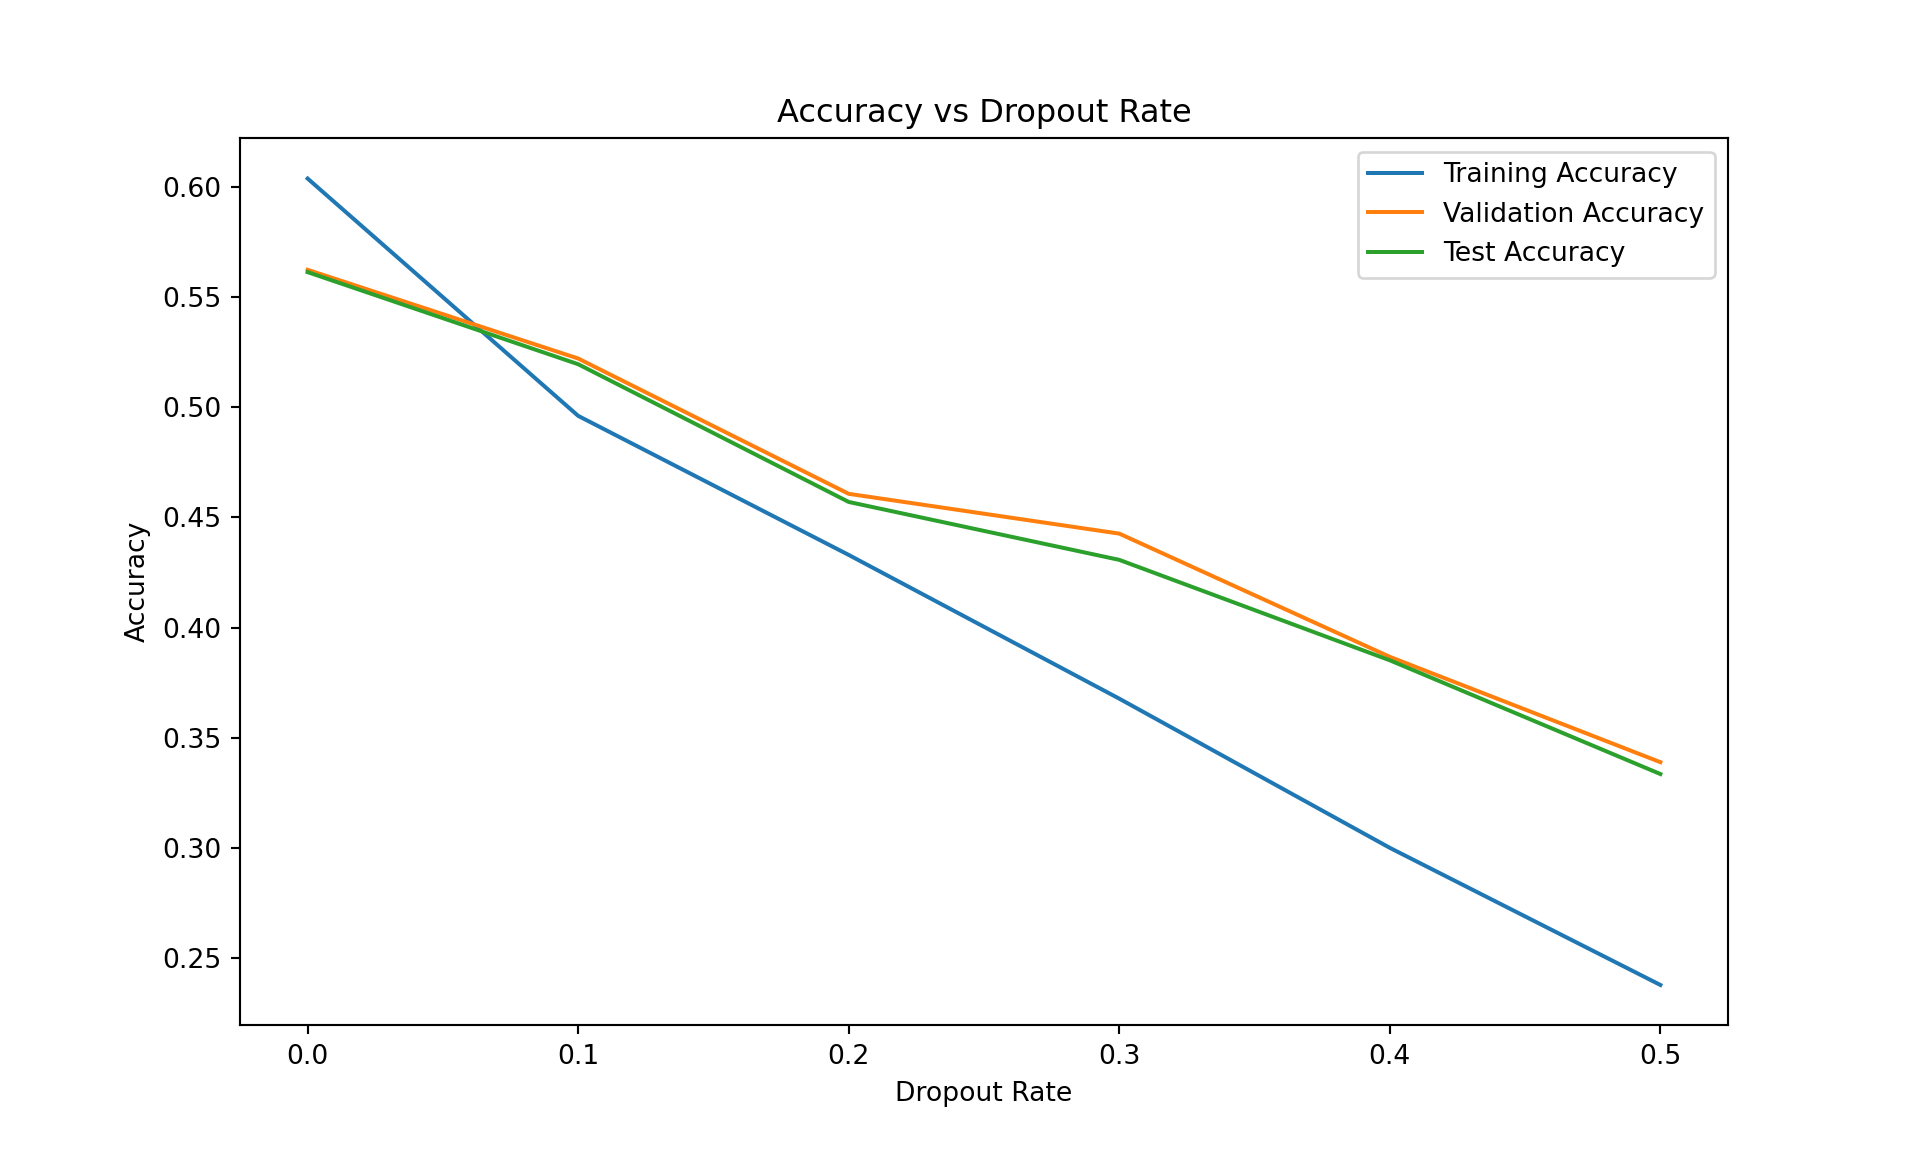 Accuracy vs Dropout Rate
Training Accuracy
Validation Accuracy
Test Accuracy
Accuracy
0.60
0.55
0.50
0.45
0.40
0.35
0.30
0.25
0.0 0.1 0.2 0.3 0.4 0.5
Dropout Rate